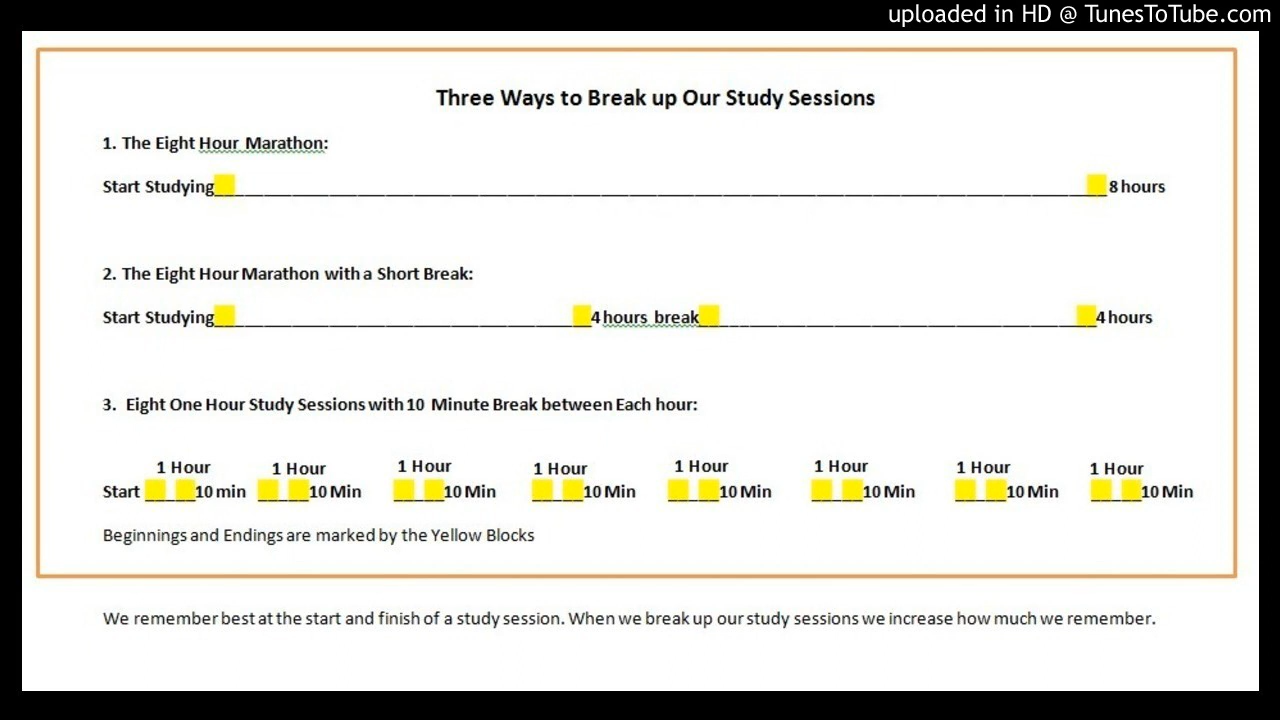 uploaded in HD @ TunesToTube.com
Three Ways to Break up Our Study Sessions
1. The Eight Hour Marathon:
Start Studying 8 hours
2. The Eight Hour Marathon with a Short Break:
Start Studying 4 hours break 4 hours
3. Eight One Hour Study Sessions with 10 Minute Break between Each hour:
1 Hour 1 Hour 1 Hour 1 Hour 1 Hour 1 Hour 1 Hour 1 Hour
Start 10 min 10 Min 10 Min 10 Min 10 Min 10 Min 10 Min 10 Min
Beginnings and Endings are marked by the Yellow Blocks
We remember best at the start and finish of a study session. When we break up our study sessions we increase how much we remember.